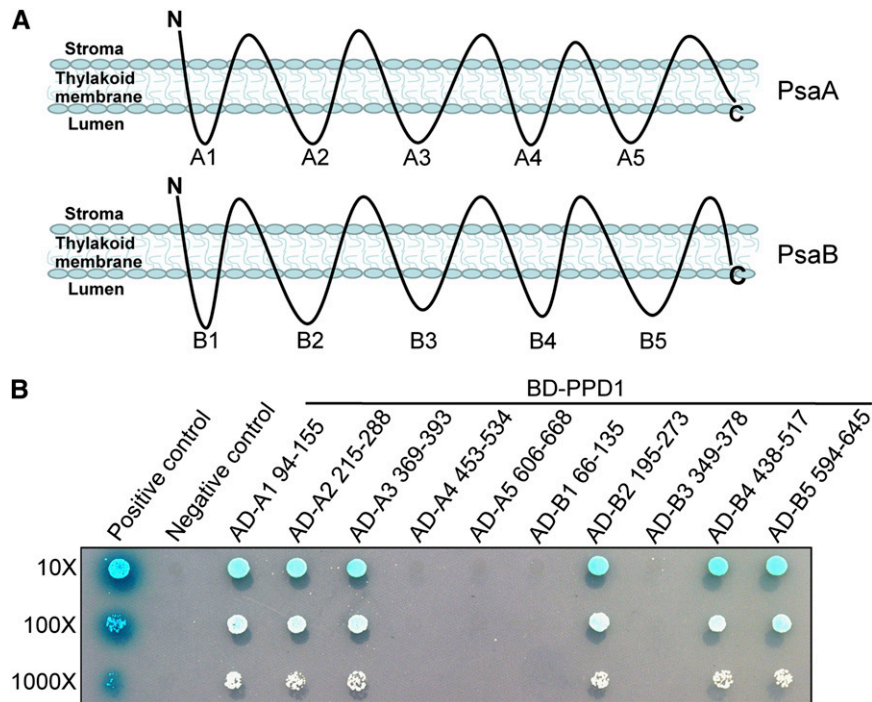 A
N
Stroma
Thylakoid
membrane
Lumen
C
PsaA
A1 A2 A3 A4 A5
N
Stroma
Thylakoid
membrane
Lumen
C
PsaB
B1 B2 B3 B4 B5
B
BD-PPD1
Positive control
Negative control
AD-A1 94-155
AD-A2 215-288
AD-A3 369-393
AD-A4 453-534
AD-A5 606-668
AD-B1 66-135
AD-B2 195-273
AD-B3 349-378
AD-B4 438-517
AD-B5 594-645
10X
100X
1000X